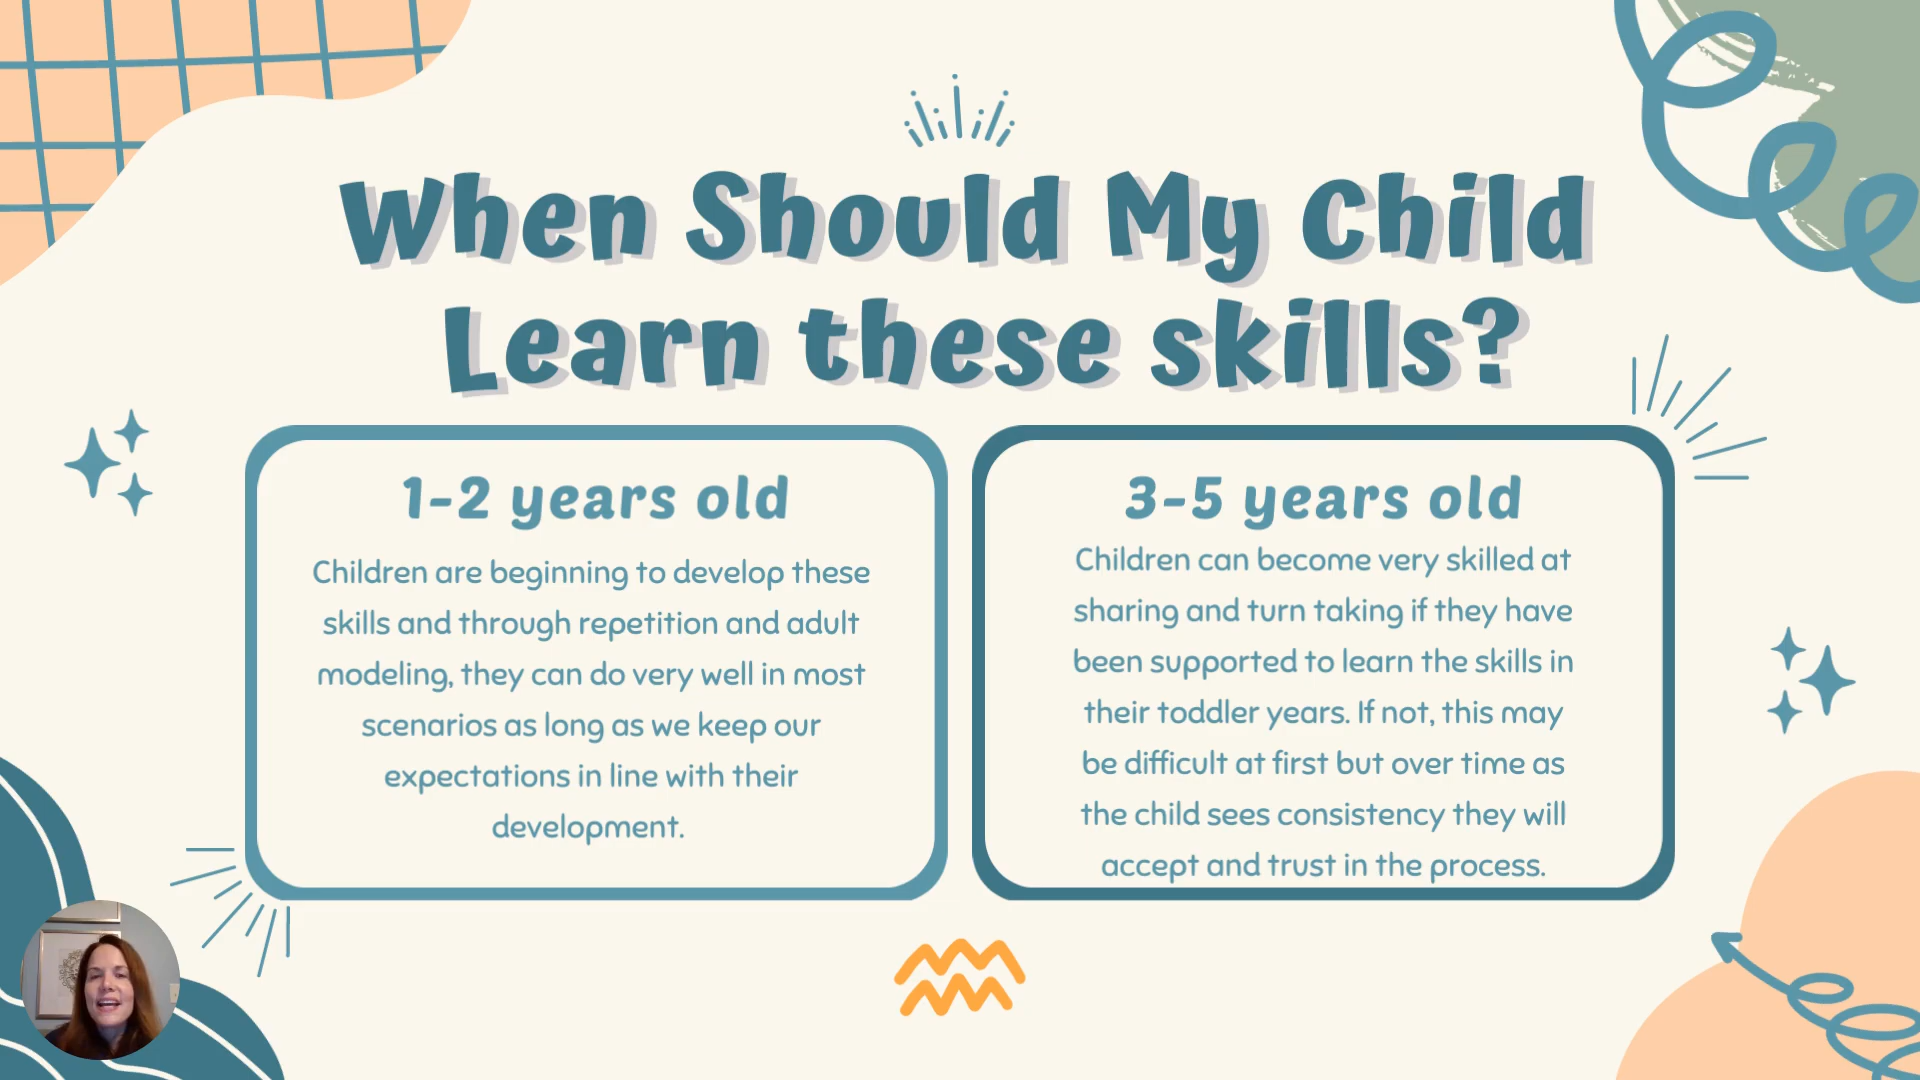 When Should My Child
Learn these skills?
1-2 years old
Children are beginning to develop these
skills and through repetition and adult
modeling, they can do very well in most
scenarios as long as we keep our
expectations in line with their
development.
3-5 years old
Children can become very skilled at
sharing and turn taking if they have
been supported to learn the skills in
their toddler years. If not, this may
be difficult at first but over time as
the child sees consistency they will
accept and trust in the process.